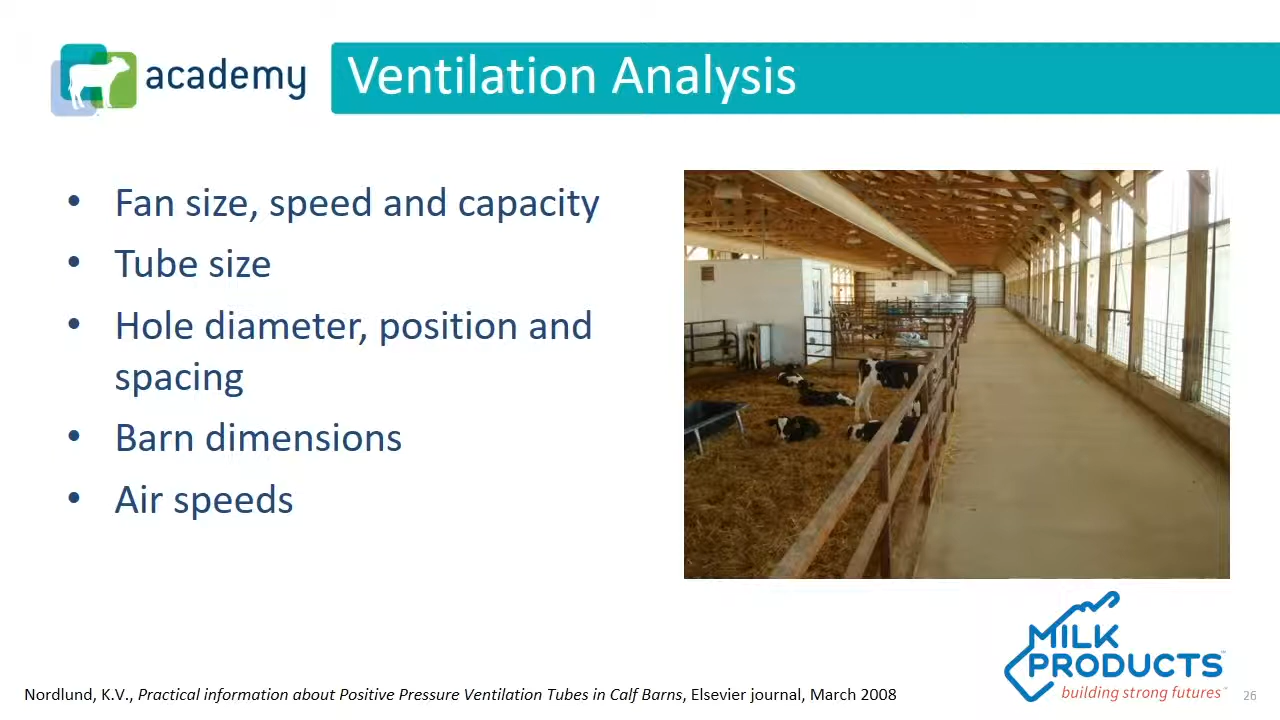 academy
Ventilation Analysis
• Fan size, speed and capacity
• Tube size
• Hole diameter, position and
spacing
• Barn dimensions
• Air speeds
MILK
PRODUCTS™
building strong futures™
Nordlund, K.V., Practical information about Positive Pressure Ventilation Tubes in Calf Barns, Elsevier journal, March 2008
26